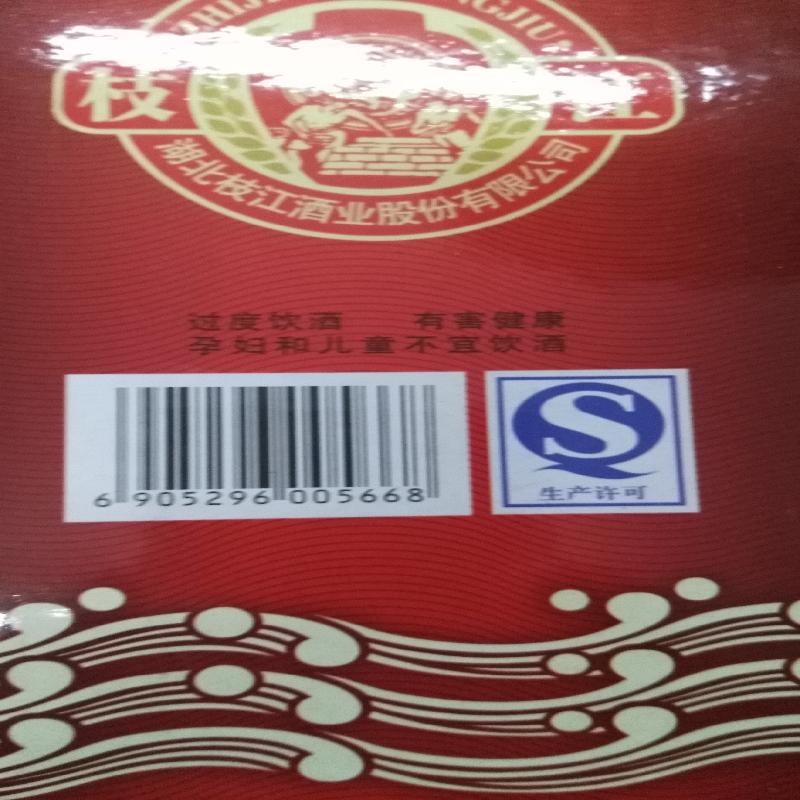 枝江
湖北枝江酒业股份有限公司
过度饮酒 有害健康
孕妇和儿童不宜饮酒
6 905296 005668
生产许可